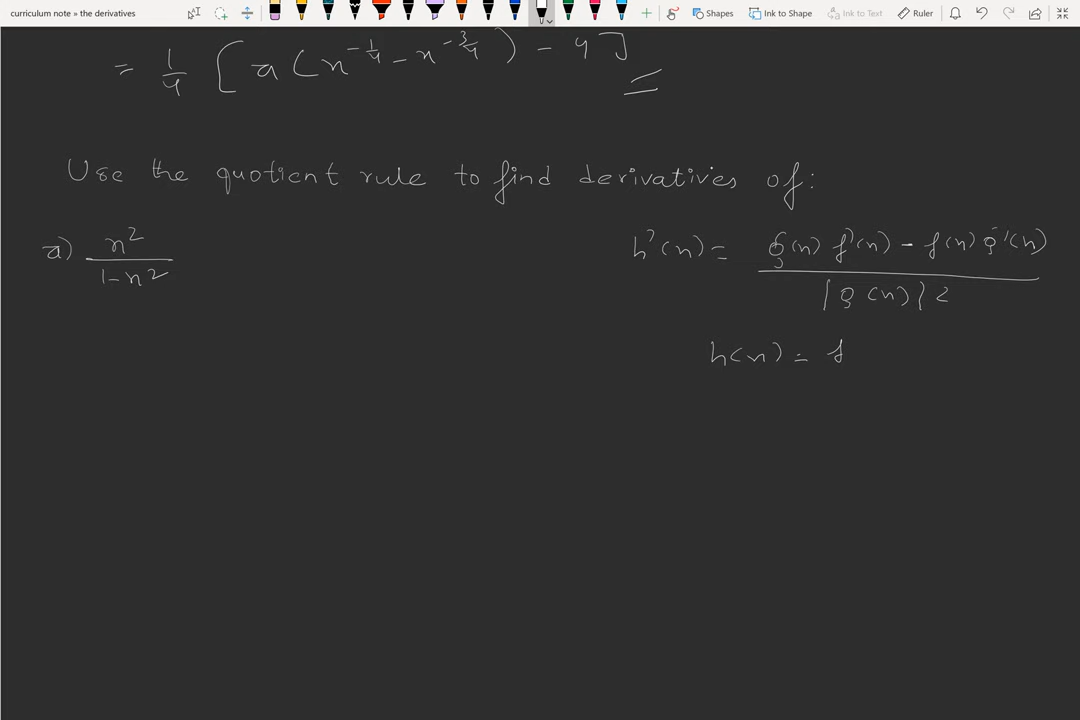 curriculum note » the derivatives
Shapes Ink to Shape Ink to Text Ruler
= 1/4 [ a ( x^{-1/4} - x^{-3/4} ) - 4 ]
Use the quotient rule to find derivatives of:
a) x^2 / (1-x^2)
h'(x) = (g(x) f'(x) - f(x) g'(x)) / {g(x)}^2
h(x) = f